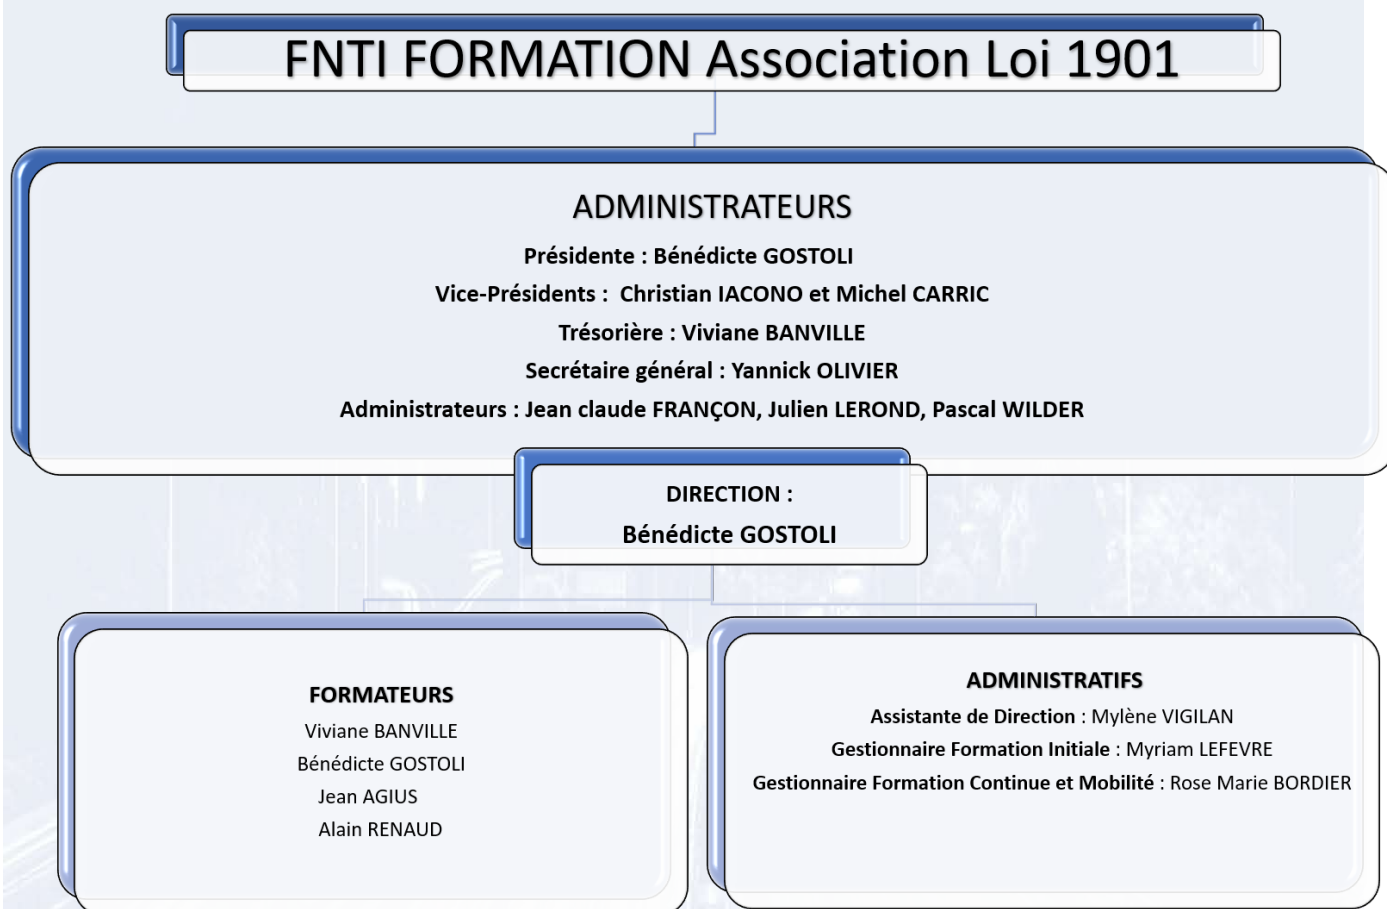 FNTI FORMATION Association Loi 1901
ADMINISTRATEURS
Présidente : Bénédicte GOSTOLI
Vice-Présidents :  Christian IACONO et Michel CARRIC
Trésorière : Viviane BANVILLE
Secrétaire général : Yannick OLIVIER
Administrateurs : Jean claude FRANÇON, Julien LEROND, Pascal WILDER
DIRECTION :
Bénédicte GOSTOLI
FORMATEURS
Viviane BANVILLE
Bénédicte GOSTOLI
Jean AGIUS
Alain RENAUD
ADMINISTRATIFS
Assistante de Direction : Mylène VIGILAN
Gestionnaire Formation Initiale : Myriam LEFEVRE
Gestionnaire Formation Continue et Mobilité : Rose Marie BORDIER